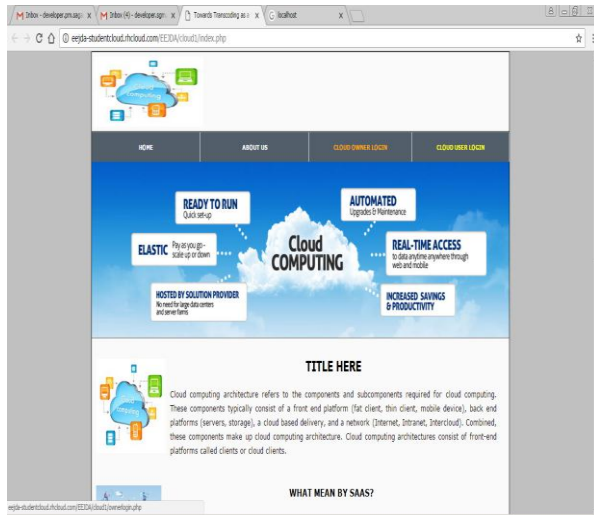 Inbox - developer.pm.sagi
Inbox (4) - developer.spn
Towards Transcoding as a
localhost
eejda-studentcloud.rhcloud.com/EEJDA/cloud1/index.php
Cloud computing
HOME
ABOUT US
CLOUD OWNER LOGIN
CLOUD USER LOGIN
READY TO RUN
Quick set-up
AUTOMATED
Upgrades & Maintenance
ELASTIC
Pay as you go--
scale up or down
Cloud
COMPUTING
REAL-TIME ACCESS
to data anytime anywhere through
web and mobile
HOSTED BY SOLUTION PROVIDER
No need for large data centers
and server farms
INCREASED SAVINGS
& PRODUCTIVITY
TITLE HERE
Cloud computing
Cloud computing architecture refers to the components and subcomponents required for cloud computing.
These components typically consist of a front end platform (fat client, thin client, mobile device), back end
platforms (servers, storage), a cloud based delivery, and a network (Internet, Intranet, Intercloud). Combined,
these components make up cloud computing architecture. Cloud computing architectures consist of front-end
platforms called clients or cloud clients.
WHAT MEAN BY SAAS?
eejda-studentcloud.rhcloud.com/EEJDA/cloud1/ownerlogin.php